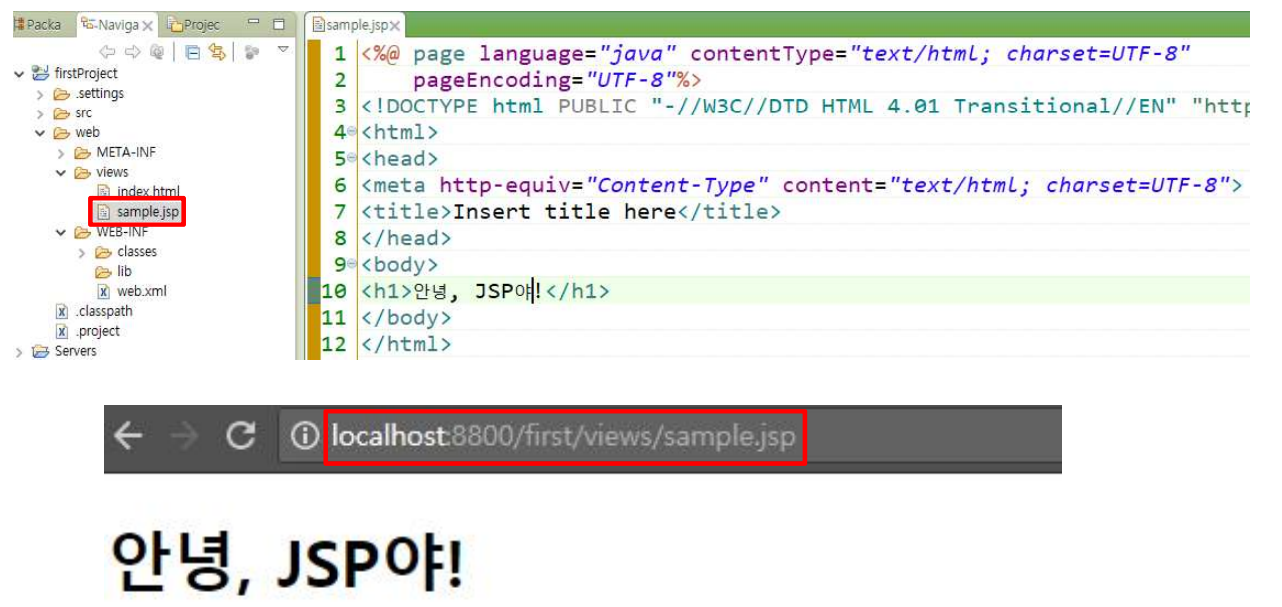 Packa Naviga Projec
firstProject
.settings
src
web
META-INF
views
index.html
sample.jsp
WEB-INF
classes
lib
web.xml
.classpath
.project
Servers
sample.jsp
1 <%@ page language="java" contentType="text/html; charset=UTF-8"
2 pageEncoding="UTF-8"%>
3 <!DOCTYPE html PUBLIC "-//W3C//DTD HTML 4.01 Transitional//EN" "http
4 <html>
5 <head>
6 <meta http-equiv="Content-Type" content="text/html; charset=UTF-8">
7 <title>Insert title here</title>
8 </head>
9 <body>
10 <h1>안녕, JSP야!</h1>
11 </body>
12 </html>
localhost:8800/first/views/sample.jsp
안녕, JSP야!